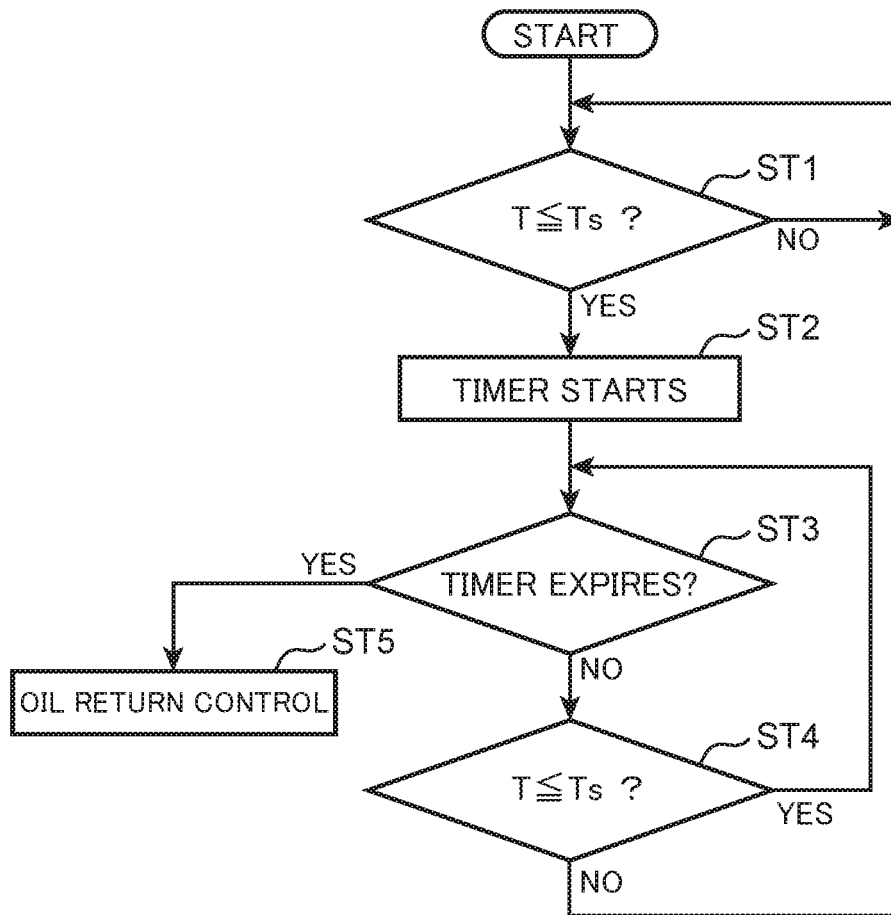 START
ST1
T≦Ts ?
NO
YES
ST2
TIMER STARTS
ST3
YES
TIMER EXPIRES?
ST5
NO
OIL RETURN CONTROL
ST4
T≦Ts ?
YES
NO